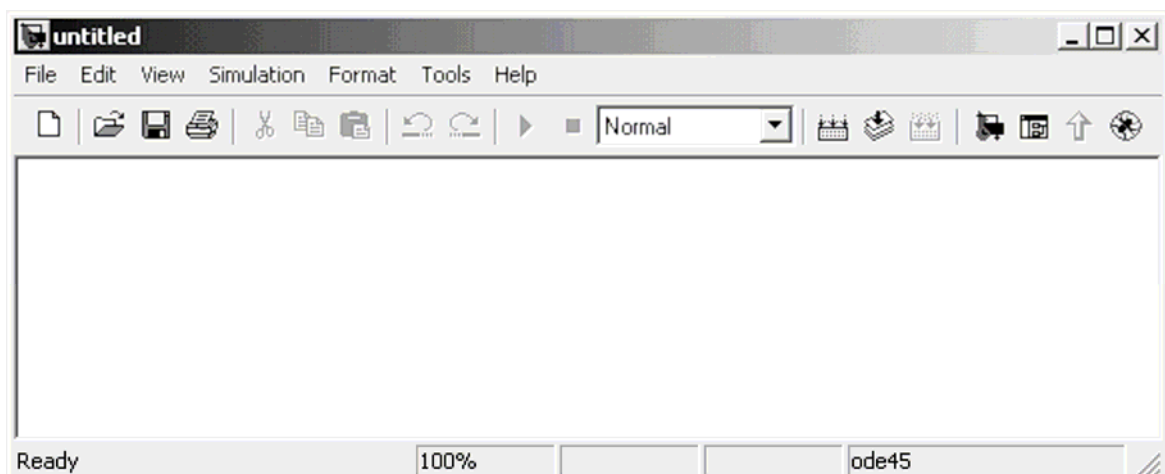 untitled
File Edit View Simulation Format Tools Help
Normal
Ready 100% ode45